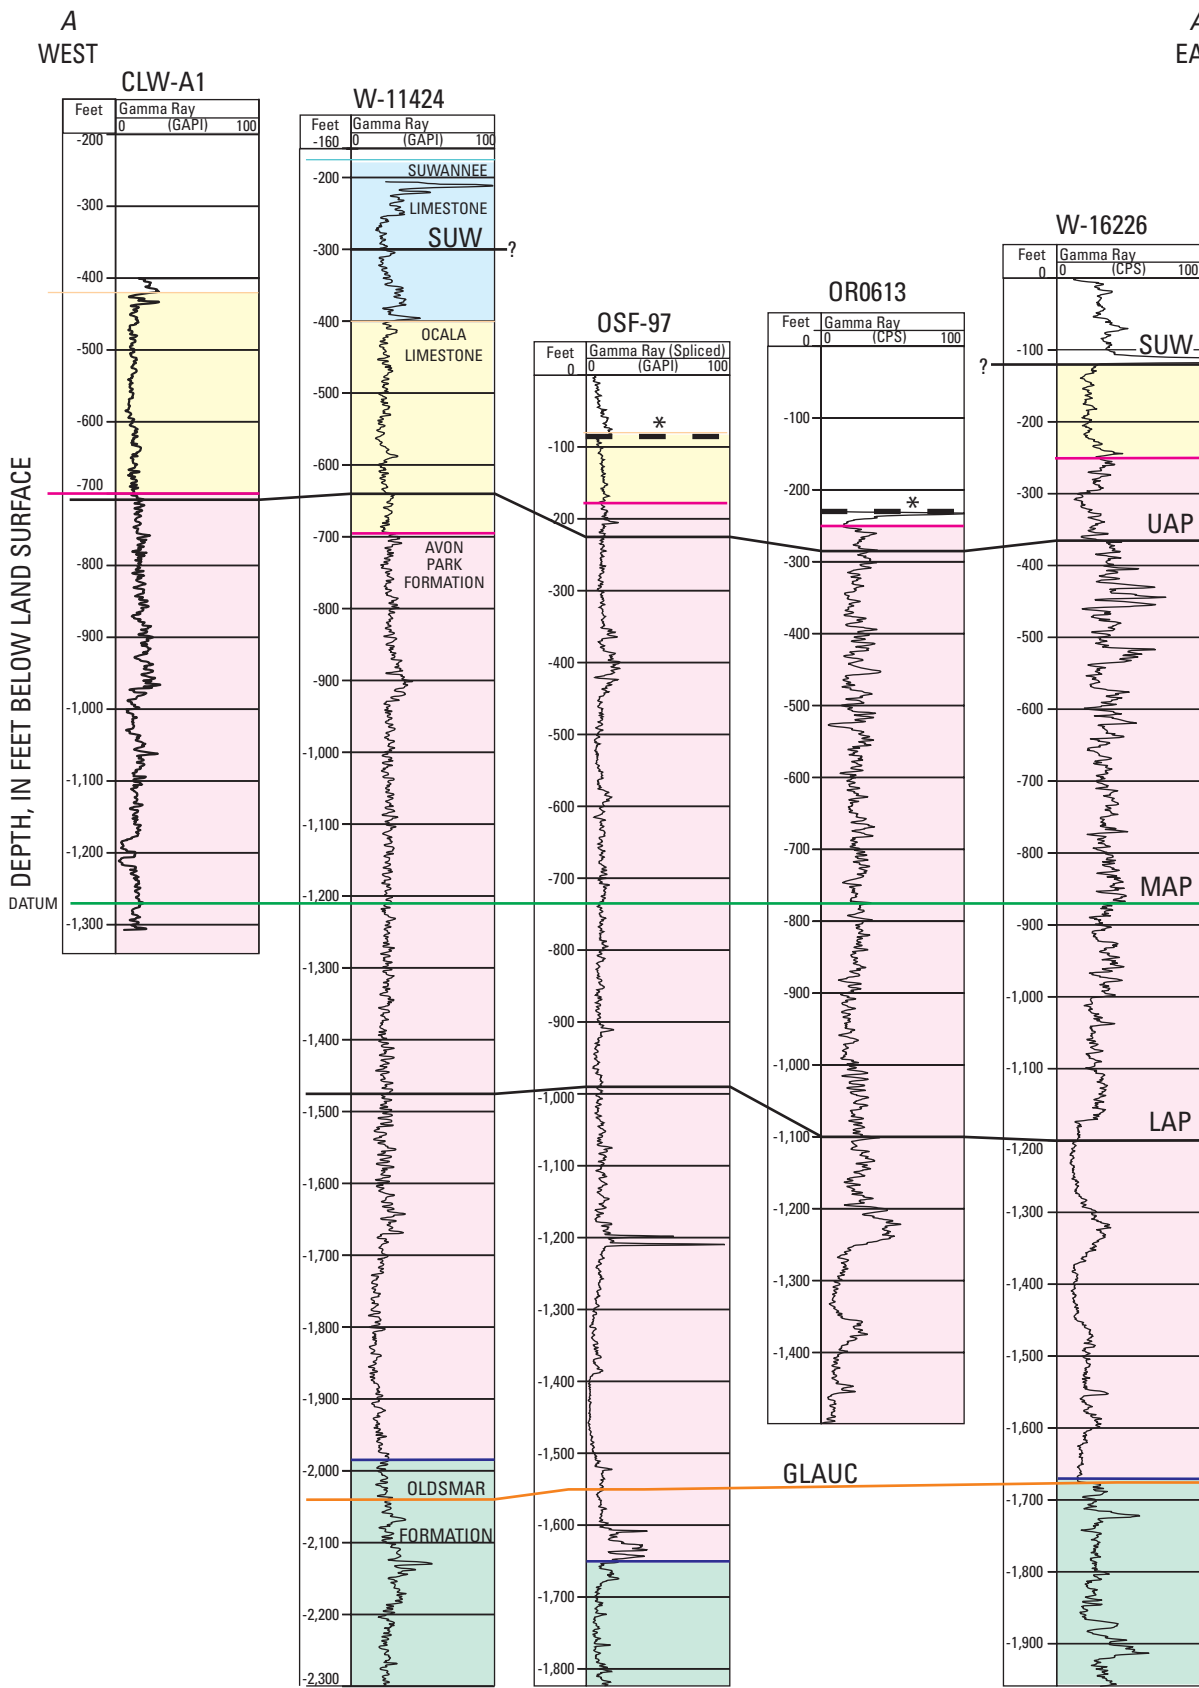 A
WEST
A
EA
CLW-A1
Feet
Gamma Ray
0 (GAPI) 100
-200
-300
-400
-500
-600
-700
-800
-900
-1,000
-1,100
-1,200
-1,300
DEPTH, IN FEET BELOW LAND SURFACE
DATUM
W-11424
Feet
-160
Gamma Ray
0 (GAPI) 100
-200
-300
-400
-500
-600
-700
-800
-900
-1,000
-1,100
-1,200
-1,300
-1,400
-1,500
-1,600
-1,700
-1,800
-1,900
-2,000
-2,100
-2,200
-2,300
SUWANNEE
LIMESTONE
SUW
?
OCALA
LIMESTONE
AVON
PARK
FORMATION
OLDSMAR
FORMATION
OSF-97
Feet
0
Gamma Ray (Spliced)
0 (GAPI) 100
*
-100
-200
-300
-400
-500
-600
-700
-800
-900
-1,000
-1,100
-1,200
-1,300
-1,400
-1,500
-1,600
-1,700
-1,800
OR0613
Feet
0
Gamma Ray
0 (CPS) 100
-100
-200
*
-300
-400
-500
-600
-700
-800
-900
-1,000
-1,100
-1,200
-1,300
-1,400
GLAUC
W-16226
Feet
0
Gamma Ray
0 (CPS) 100
-100
SUW
?
-200
-300
UAP
-400
-500
-600
-700
-800
MAP
-900
-1,000
-1,100
LAP
-1,200
-1,300
-1,400
-1,500
-1,600
-1,700
-1,800
-1,900